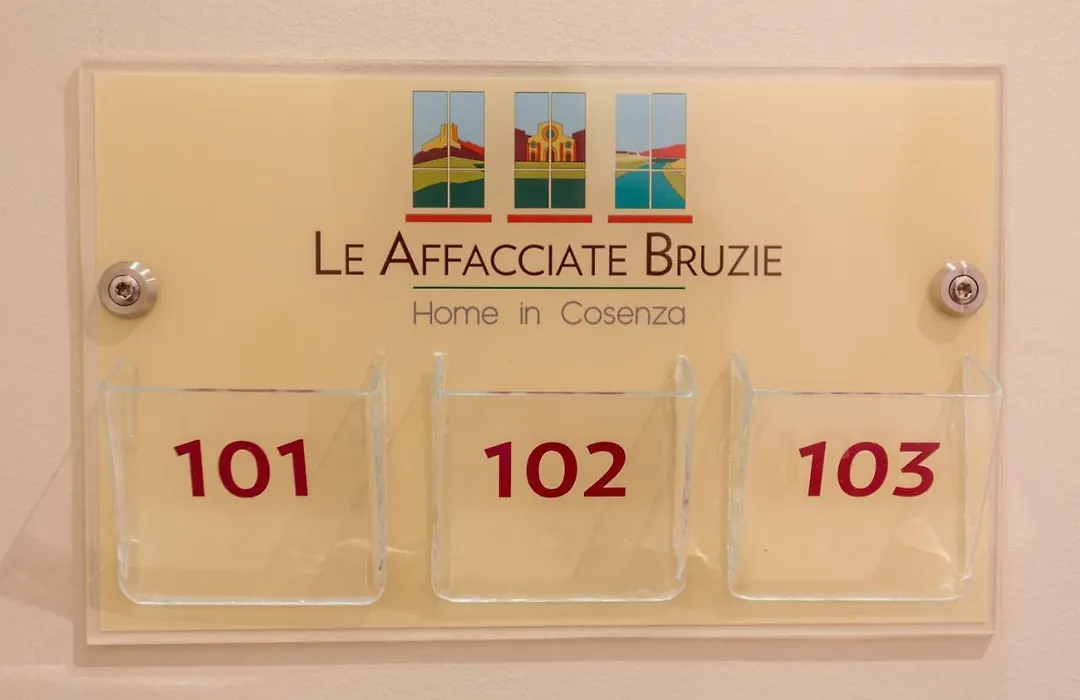 Le Affacciate Bruzie
Home in Cosenza
101 102 103